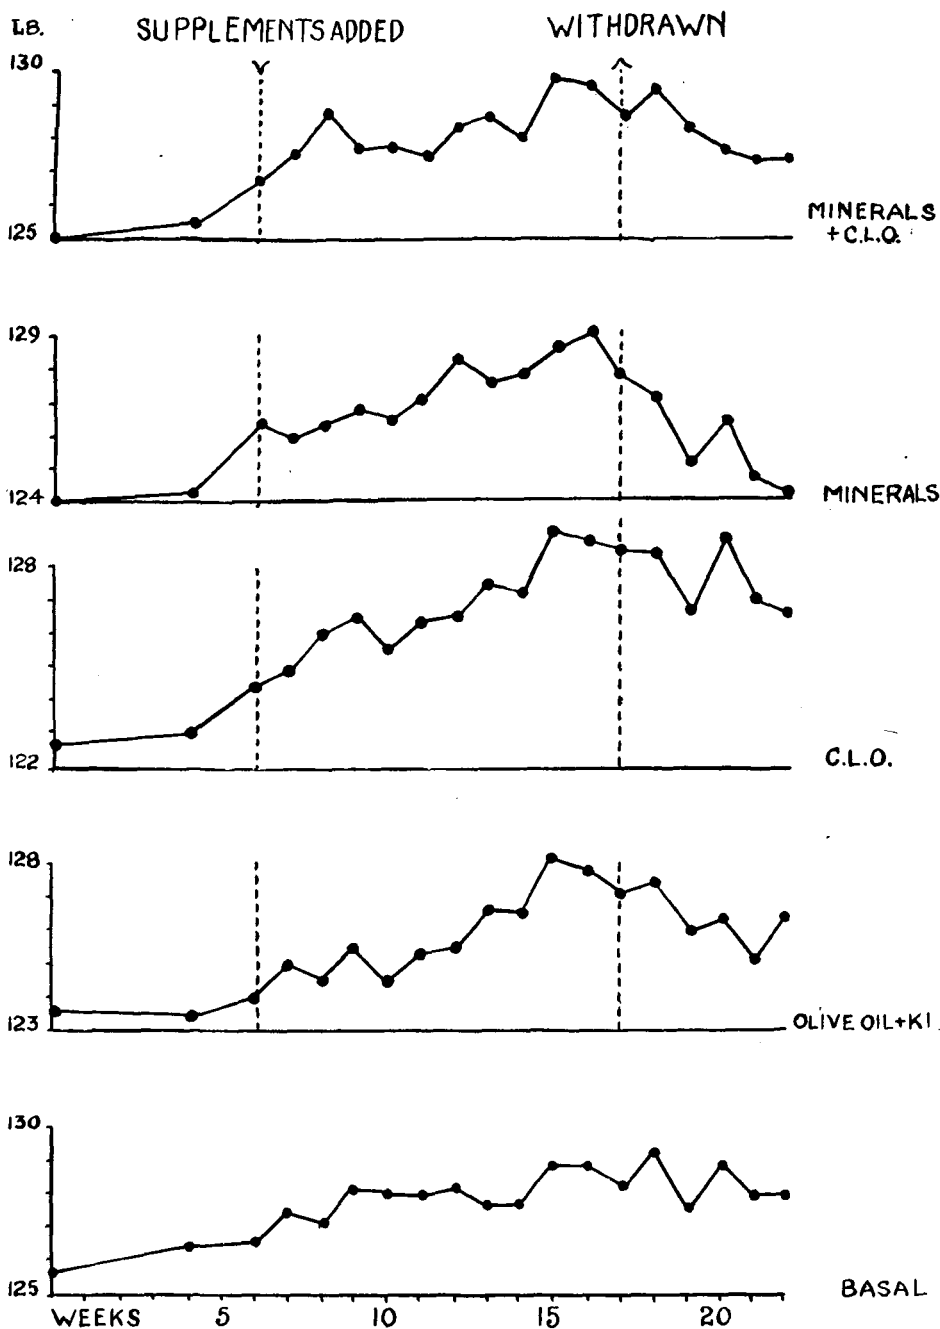 LB.
SUPPLEMENTS ADDED
WITHDRAWN
130
125
MINERALS
+ C.L.O.
129
124
MINERALS
128
122
C.L.O.
128
123
OLIVE OIL+KI
130
125
BASAL
WEEKS 5 10 15 20